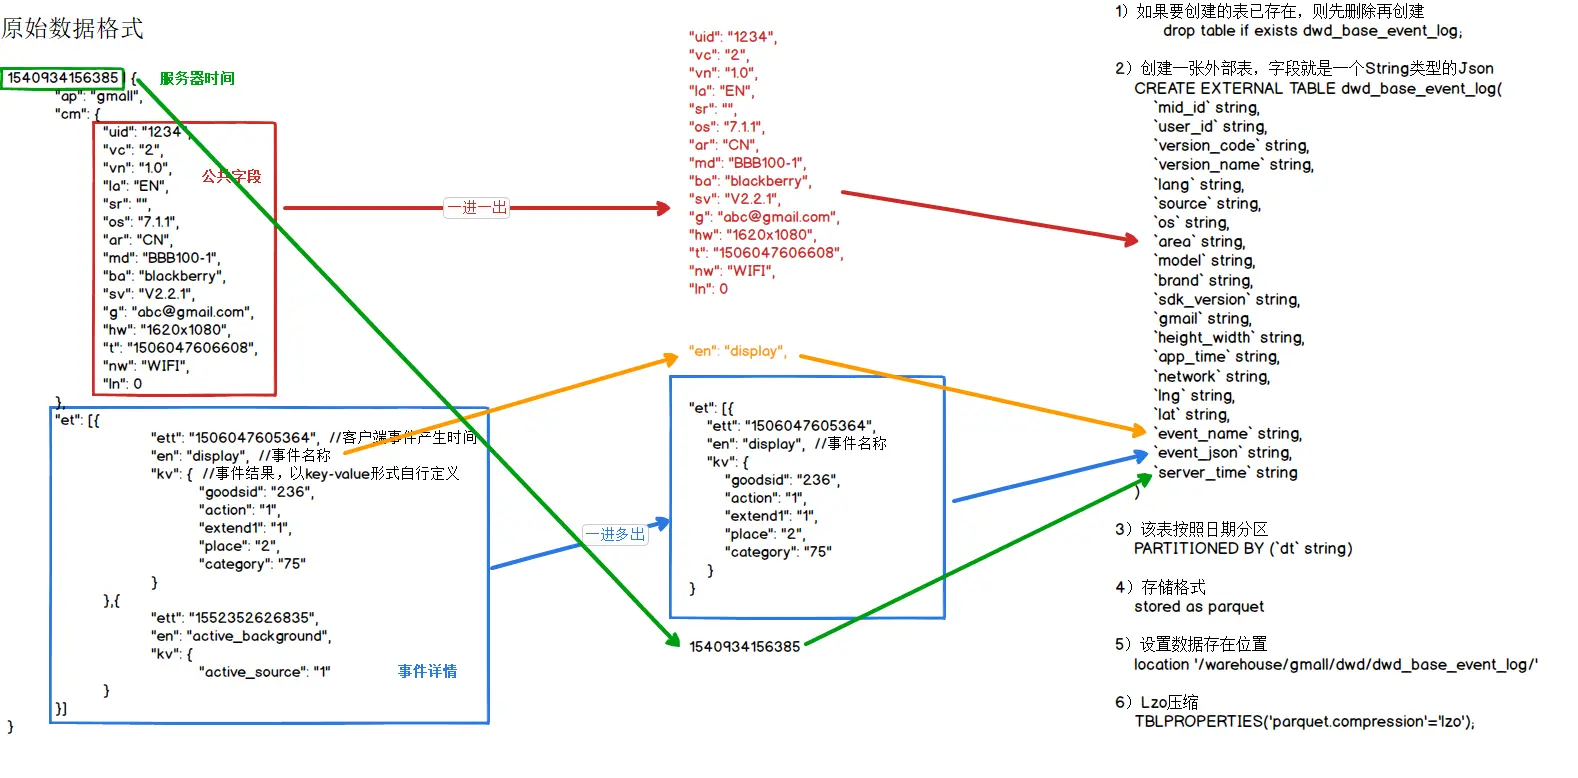 原始数据格式
1540934156385 | {
服务器时间
"ap": "gmall",
"cm": {
"uid": "1234",
"vc": "2",
"vn": "1.0",
公共字段
"la": "EN",
"sr": "",
"os": "7.1.1",
"ar": "CN",
"md": "BBB100-1",
"ba": "blackberry",
"sv": "V2.2.1",
"g": "abc@gmail.com",
"hw": "1620x1080",
"t": "1506047606608",
"nw": "WIFI",
"ln": 0
},
"et": [{
"ett": "1506047605364", //客户端事件产生时间
"en": "display", //事件名称
"kv": { //事件结果，以key-value形式自行定义
"goodsid": "236",
"action": "1",
"extend1": "1",
"place": "2",
"category": "75"
}
},{
"ett": "1552352626835",
"en": "active_background",
"kv": {
"active_source": "1"
事件详情
}
}]
}
一进一出
一进多出
"uid": "1234",
"vc": "2",
"vn": "1.0",
"la": "EN",
"sr": "",
"os": "7.1.1",
"ar": "CN",
"md": "BBB100-1",
"ba": "blackberry",
"sv": "V2.2.1",
"g": "abc@gmail.com",
"hw": "1620x1080",
"t": "1506047606608",
"nw": "WIFI",
"ln": 0
"en": "display",
"et": [{
"ett": "1506047605364",
"en": "display", //事件名称
"kv": {
"goodsid": "236",
"action": "1",
"extend1": "1",
"place": "2",
"category": "75"
}
}
1540934156385
1）如果要创建的表已存在，则先删除再创建
drop table if exists dwd_base_event_log;
2）创建一张外部表，字段就是一个String类型的Json
CREATE EXTERNAL TABLE dwd_base_event_log(
`mid_id` string,
`user_id` string,
`version_code` string,
`version_name` string,
`lang` string,
`source` string,
`os` string,
`area` string,
`model` string,
`brand` string,
`sdk_version` string,
`gmail` string,
`height_width` string,
`app_time` string,
`network` string,
`lng` string,
`lat` string,
`event_name` string,
`event_json` string,
`server_time` string
)
3）该表按照日期分区
PARTITIONED BY (`dt` string)
4）存储格式
stored as parquet
5）设置数据存在位置
location '/warehouse/gmall/dwd/dwd_base_event_log/'
6）Lzo压缩
TBLPROPERTIES('parquet.compression'='lzo');